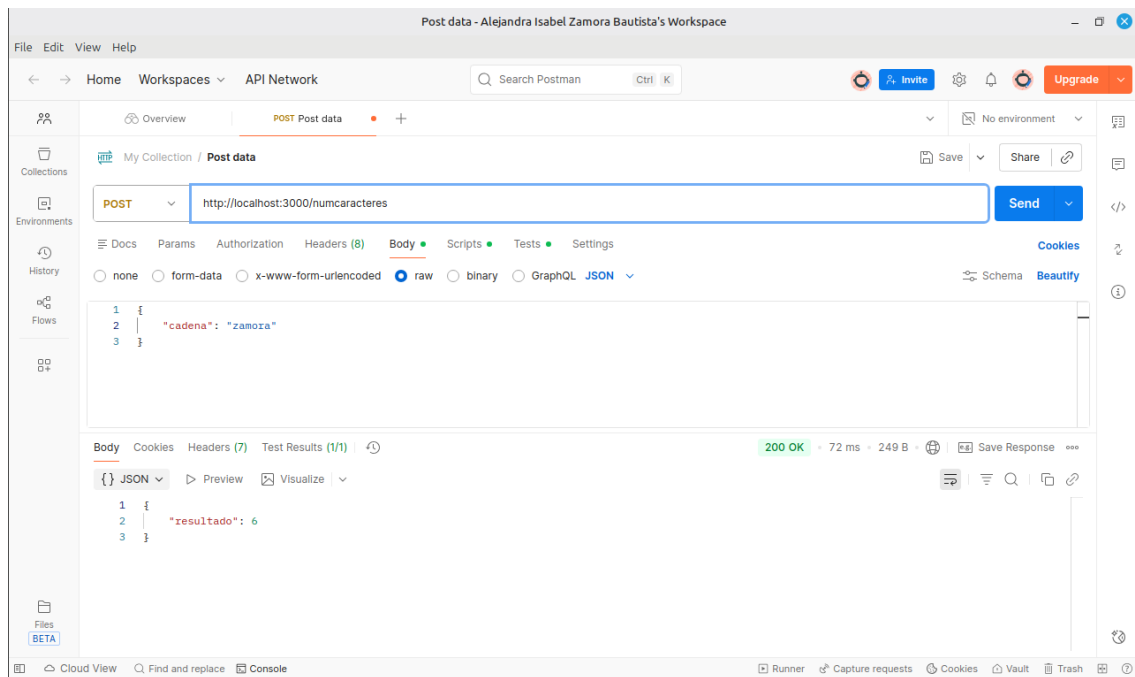 Post data - Alejandra Isabel Zamora Bautista's Workspace
File Edit View Help
Home Workspaces API Network Search Postman Ctrl K Invite Upgrade
Overview POST Post data No environment
HTTP My Collection / Post data Save Share
Collections
POST http://localhost:3000/numcaracteres Send
Environments
Docs Params Authorization Headers (8) Body Scripts Tests Settings Cookies
History
none form-data x-www-form-urlencoded raw binary GraphQL JSON Schema Beautify
Flows
1 {
2 "cadena": "zamora"
3 }
Body Cookies Headers (7) Test Results (1/1) 200 OK 72 ms 249 B e.g. Save Response
{} JSON Preview Visualize
1 {
2 "resultado": 6
3 }
Files
BETA
Cloud View Find and replace Console Runner Capture requests Cookies Vault Trash